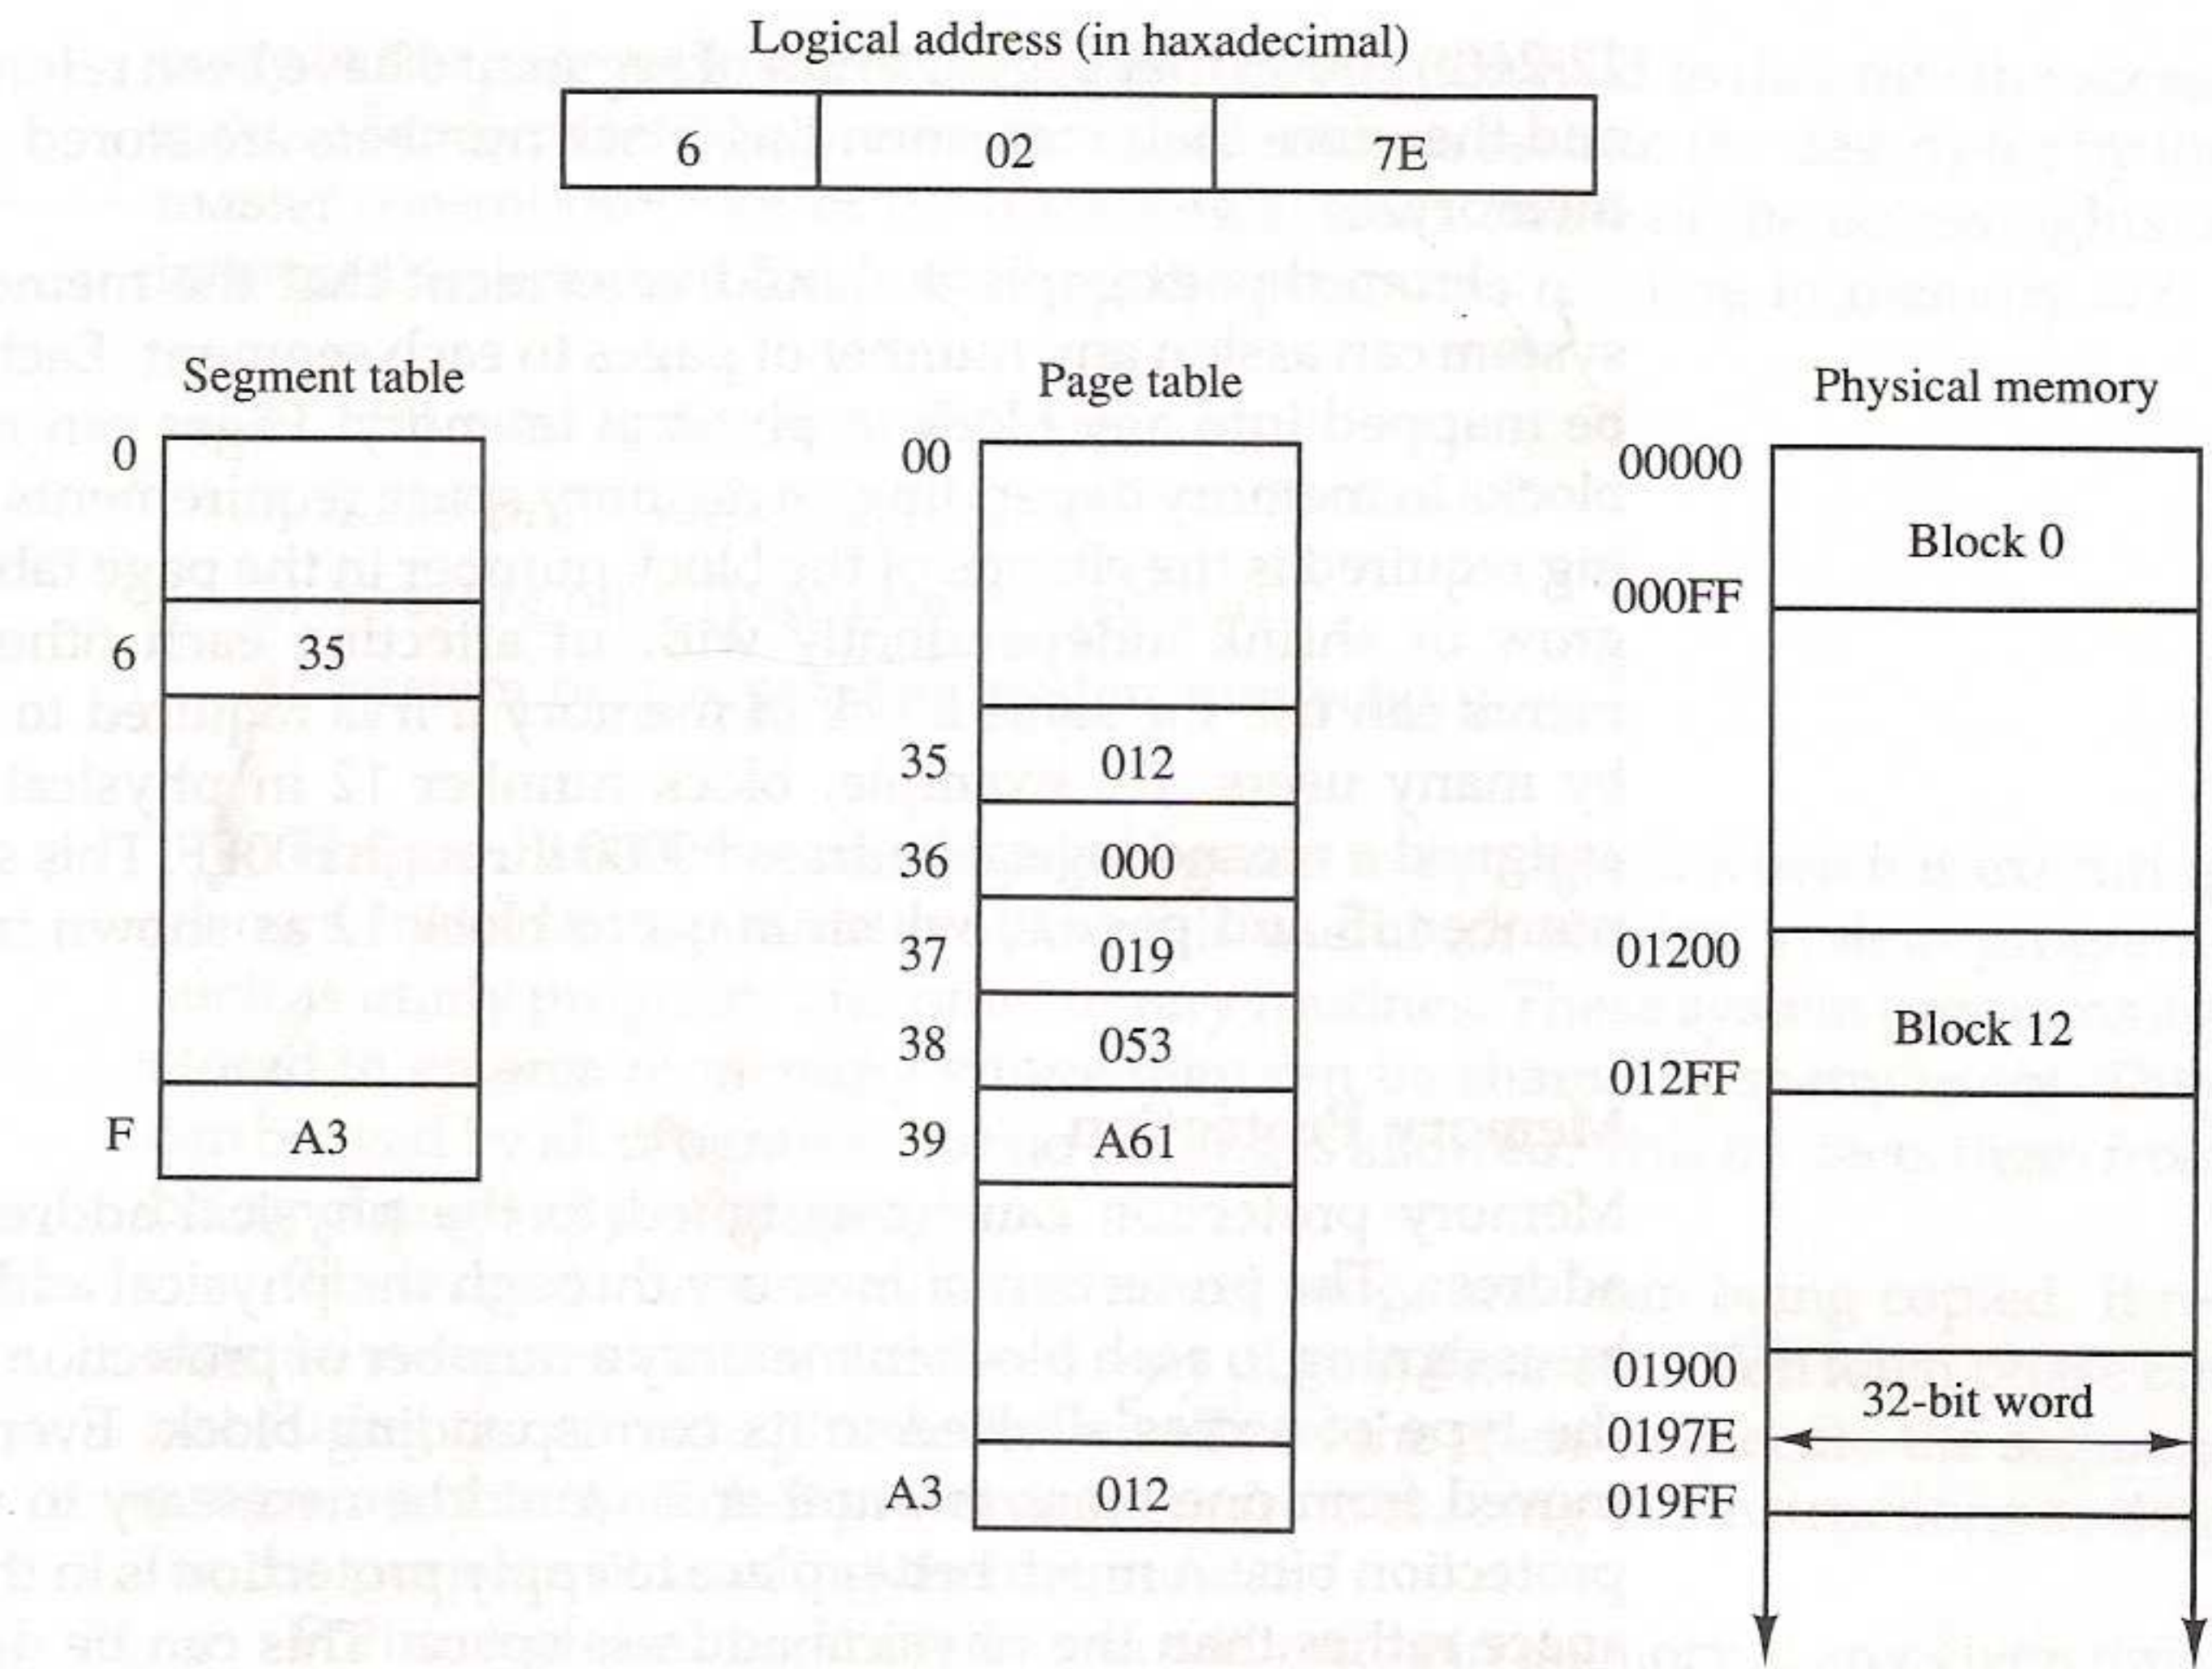 Logical address (in haxadecimal)
6 02 7E
Segment table
0
6 35
F A3
Page table
00
35 012
36 000
37 019
38 053
39 A61
A3 012
Physical memory
00000
Block 0
000FF
01200
Block 12
012FF
01900
32-bit word
0197E
019FF